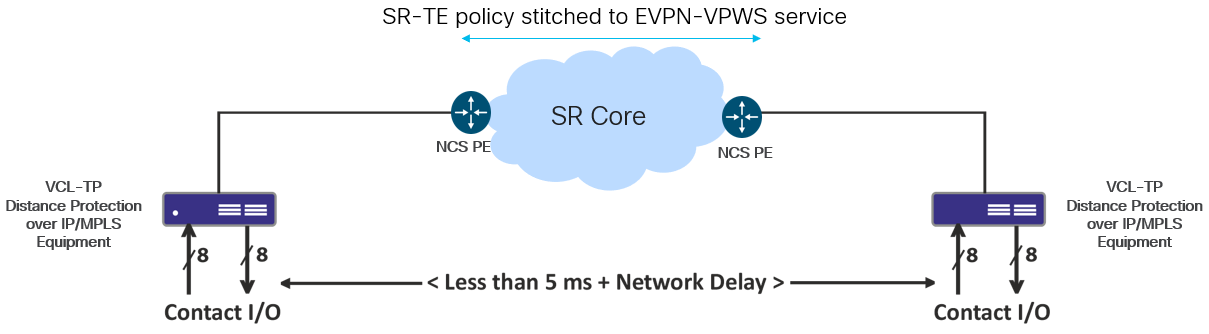 SR-TE policy stitched to EVPN-VPWS service
SR Core
NCS PE
NCS PE
VCL-TP
Distance Protection
over IP/MPLS
Equipment
VCL-TP
Distance Protection
over IP/MPLS
Equipment
8
8
8
8
< Less than 5 ms + Network Delay >
Contact I/O
Contact I/O